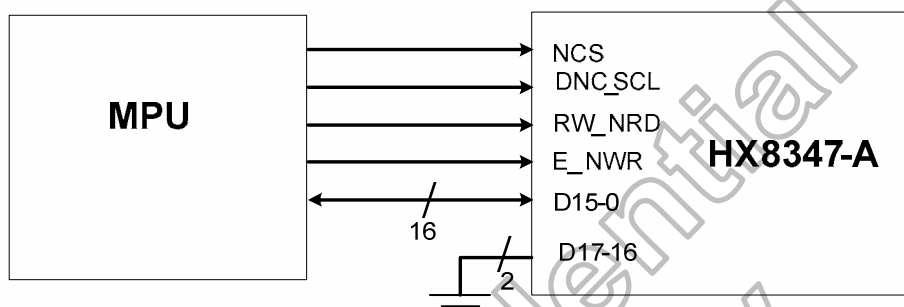 MPU
NCS
DNC_SCL
RW_NRD
E_NWR
HX8347-A
D15-0
16
D17-16
2